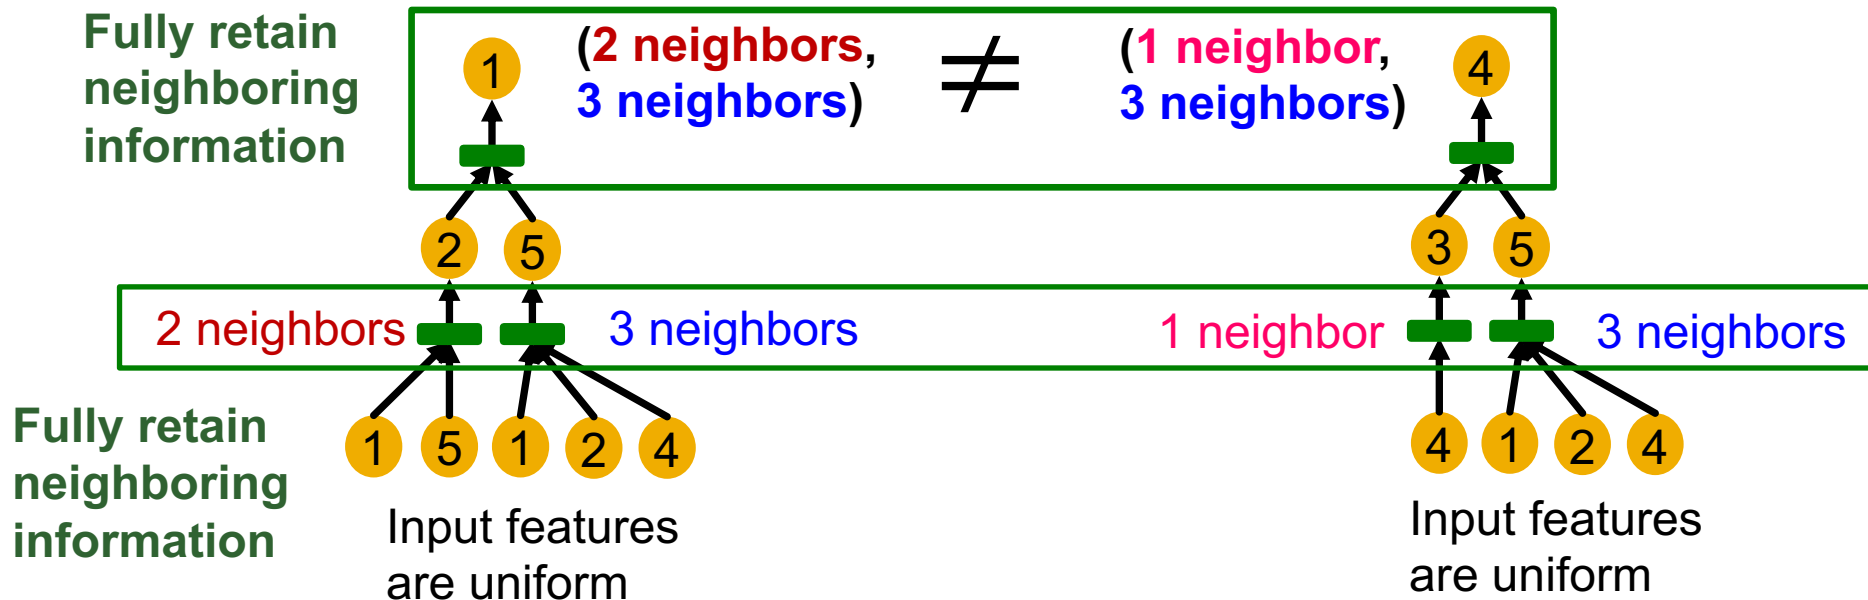 Fully retain
neighboring
information
1
(2 neighbors,
3 neighbors)
≠
(1 neighbor,
3 neighbors)
4
2 5
3 5
2 neighbors
3 neighbors
1 neighbor
3 neighbors
Fully retain
neighboring
information
1 5 1 2 4
4 1 2 4
Input features
are uniform
Input features
are uniform